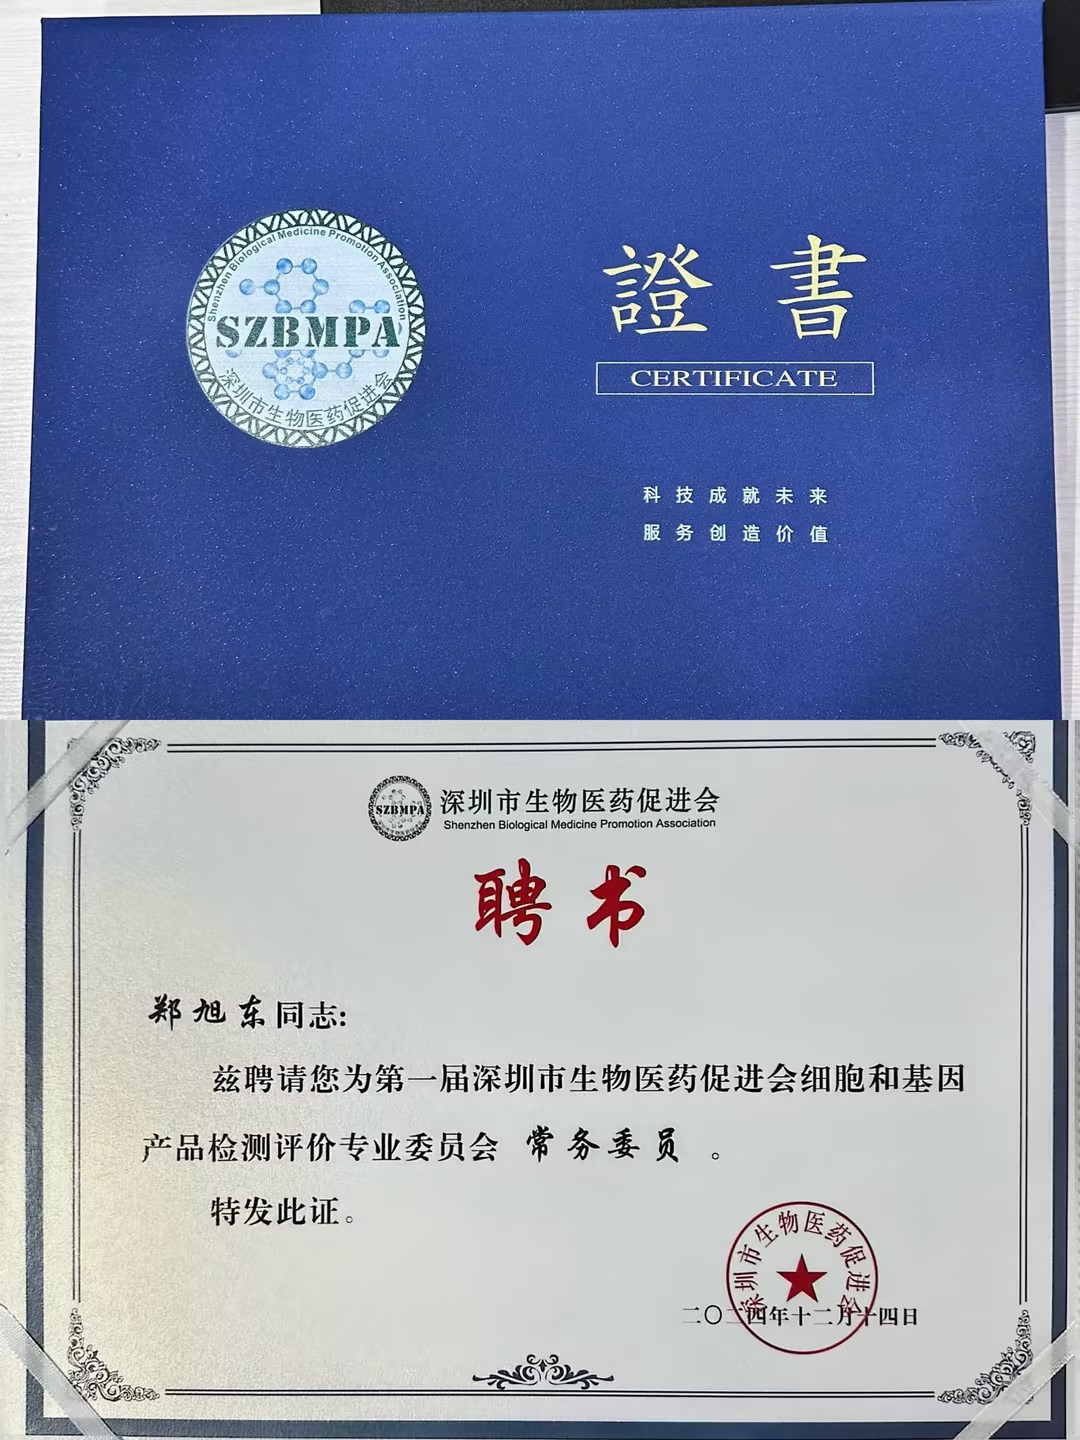 Shenzhen Biological Medicine Promotion Association
SZBMPA
深圳市生物医药促进会
證書
CERTIFICATE
科技成就未来
服务创造价值
SZBMPA
深圳市生物医药促进会
Shenzhen Biological Medicine Promotion Association
聘书
郑旭东同志:
兹聘请您为第一届深圳市生物医药促进会细胞和基因
产品检测评价专业委员会 常务委员 。
特发此证。
深圳市生物医药促进会
二〇二四年十二月十四日